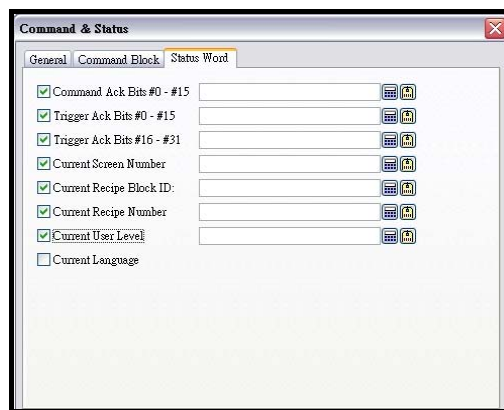 Command & Status
General Command Block Status Word
Command Ack Bits #0 - #15
Trigger Ack Bits #0 - #15
Trigger Ack Bits #16 - #31
Current Screen Number
Current Recipe Block ID:
Current Recipe Number
Current User Level
Current Language